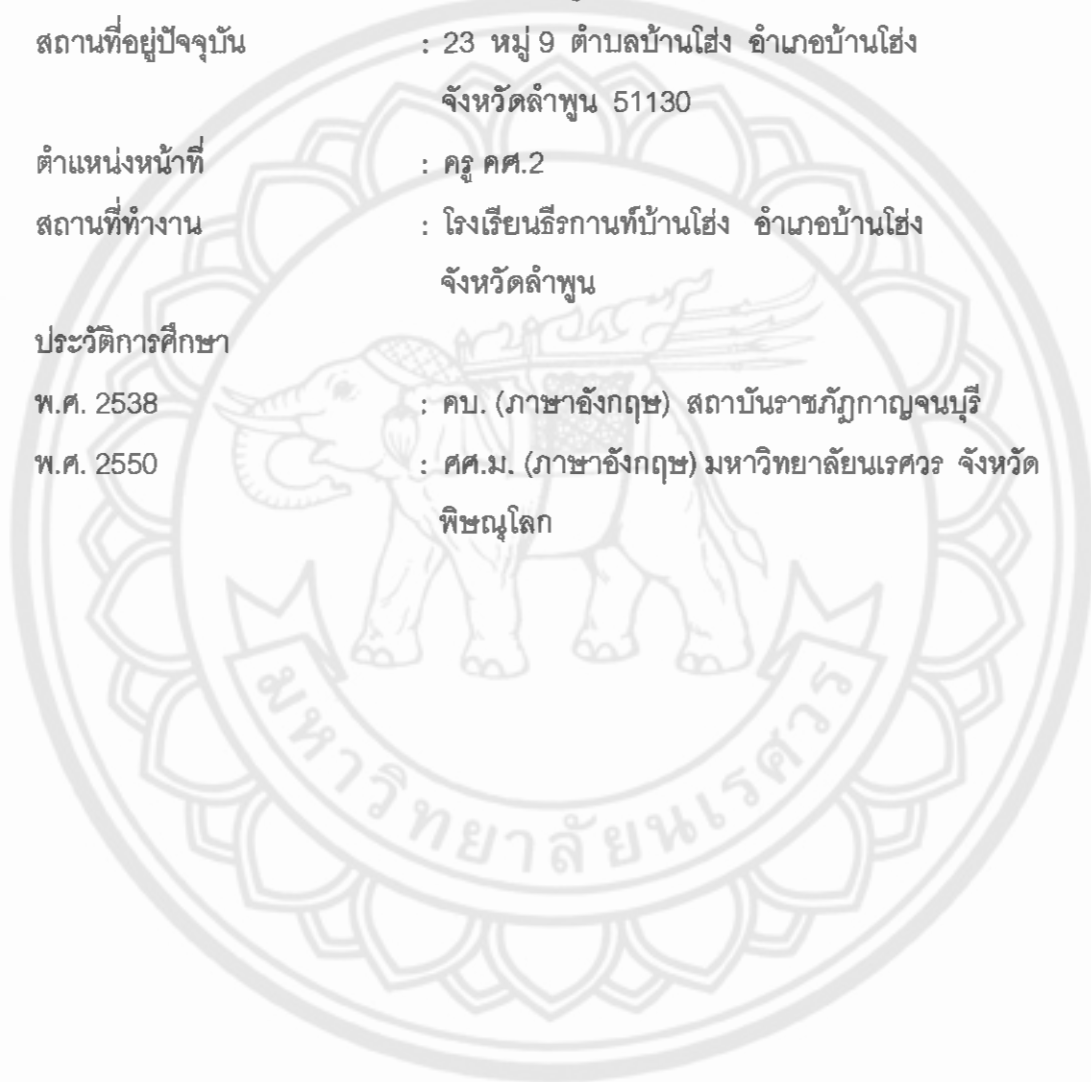 สถานที่อยู่ปัจจุบัน : 23 หมู่ 9 ตำบลบ้านโฮ่ง อำเภอบ้านโฮ่ง
จังหวัดลำพูน 51130
ตำแหน่งหน้าที่ : ครู คศ.2
สถานที่ทำงาน : โรงเรียนธีรกานท์บ้านโฮ่ง อำเภอบ้านโฮ่ง
จังหวัดลำพูน
ประวัติการศึกษา
พ.ศ. 2538 : คบ. (ภาษาอังกฤษ) สถาบันราชภัฏกาญจนบุรี
พ.ศ. 2550 : ศศ.ม. (ภาษาอังกฤษ) มหาวิทยาลัยนเรศวร จังหวัด
พิษณุโลก
มหาวิทยาลัยนเรศวร